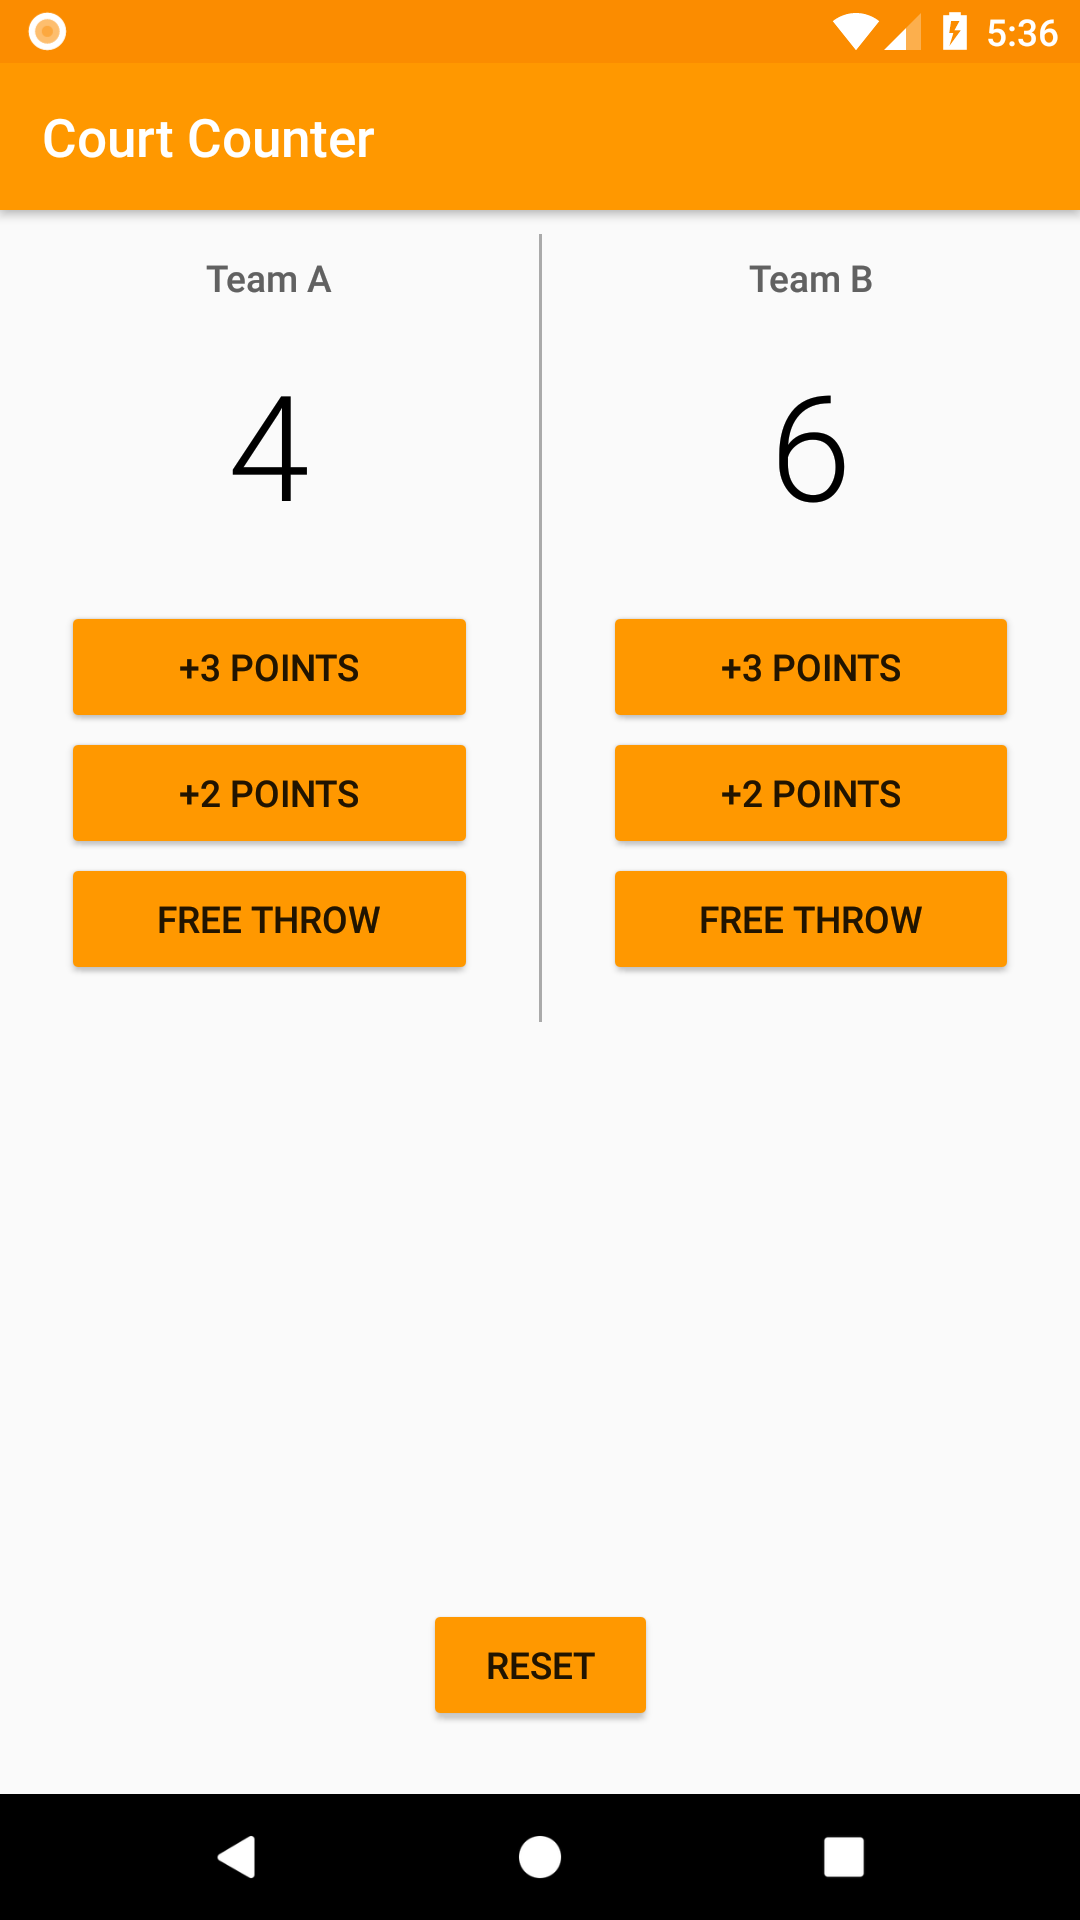 5:36
Court Counter
Team A
Team B
4
6
+3 POINTS
+3 POINTS
+2 POINTS
+2 POINTS
FREE THROW
FREE THROW
RESET